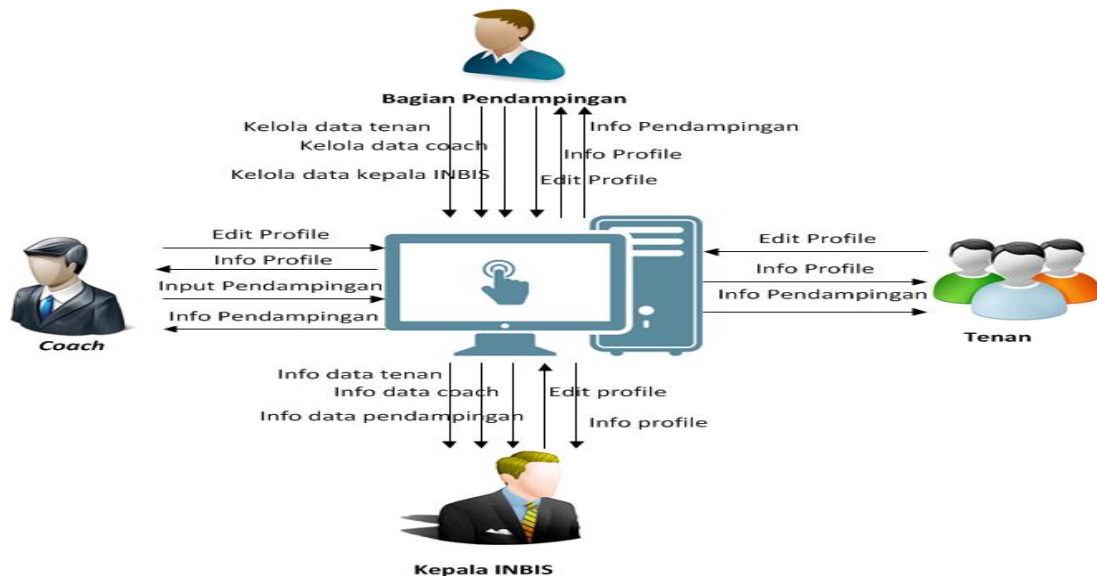 Bagian Pendampingan
Kelola data tenan
Info Pendampingan
Kelola data coach
Info Profile
Kelola data kepala INBIS
Edit Profile
Edit Profile
Info Profile
Input Pendampingan
Info Pendampingan
Coach
Edit Profile
Info Profile
Info Pendampingan
Tenan
Info data tenan
Info data coach
Edit profile
Info data pendampingan
Info profile
Kepala INBIS